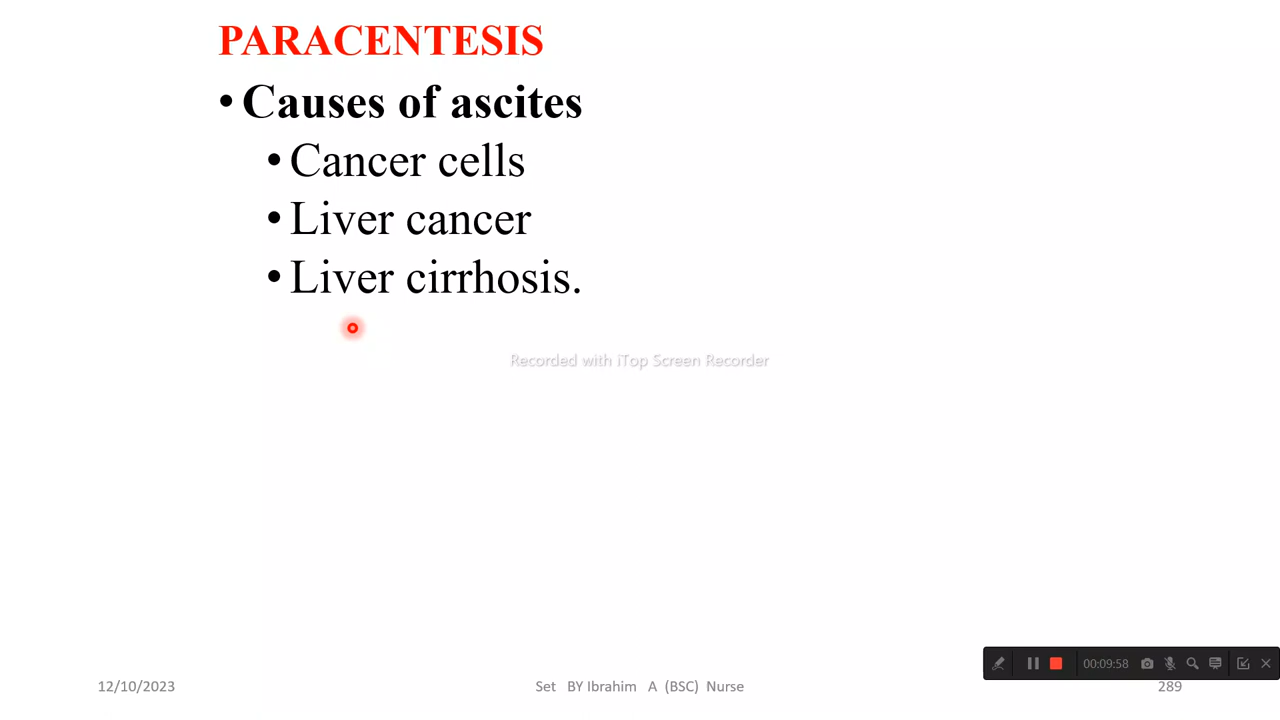 PARACENTESIS
• Causes of ascites
• Cancer cells
• Liver cancer
• Liver cirrhosis.
Recorded with iTop Screen Recorder
00:09:58
12/10/2023
Set BY Ibrahim A (BSC) Nurse
289